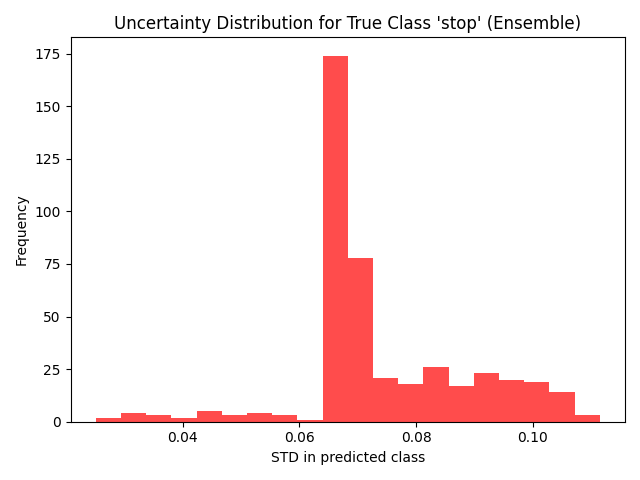 Uncertainty Distribution for True Class 'stop' (Ensemble)
175
150
125
100
75
50
25
0
Frequency
0.04 0.06 0.08 0.10
STD in predicted class